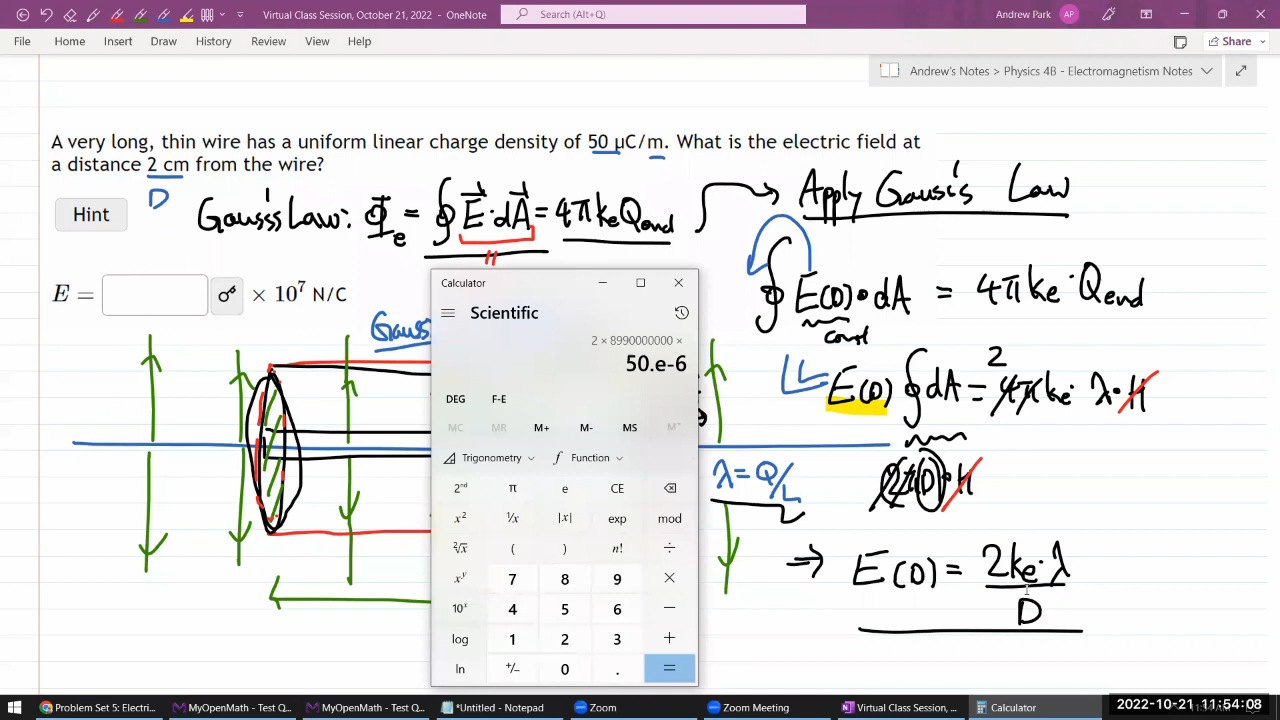 Virtual Class Session, October 21, 2022 - OneNote
Search (Alt+Q)
Andrew Park
AP
File Home Insert Draw History Review View Help
Share
Andrew's Notes > Physics 4B - Electromagnetism Notes
A very long, thin wire has a uniform linear charge density of 50 µC/m. What is the electric field at
a distance 2 cm from the wire?
D
Hint
Gausss Law: Φe = ∮ E · dA = 4πkeQencl
Apply Gauss's Law
E = σ × 10^7 N/C
∮ E(D) · dA = 4πke · Qencl
const
Gauss
2
E(D) ∮ dA = 4πke · λ · H
2πD · H
λ = Q/L
⇒ E(D) = 2ke · λ
D
Calculator
Scientific
2 × 8990000000 ×
50.e-6
DEG F-E
MC MR M+ M- MS M˅
Trigonometry Function
2ⁿᵈ π e CE
x² ¹/x |x| exp mod
²√x ( ) n! ÷
xʸ 7 8 9 ×
10ˣ 4 5 6 −
log 1 2 3 +
ln +/− 0 . =
Problem Set 5: Electri... MyOpenMath - Test Q... MyOpenMath - Test Q... *Untitled - Notepad Zoom Zoom Meeting Virtual Class Session, ... Calculator
2022-10-21 11:54:08